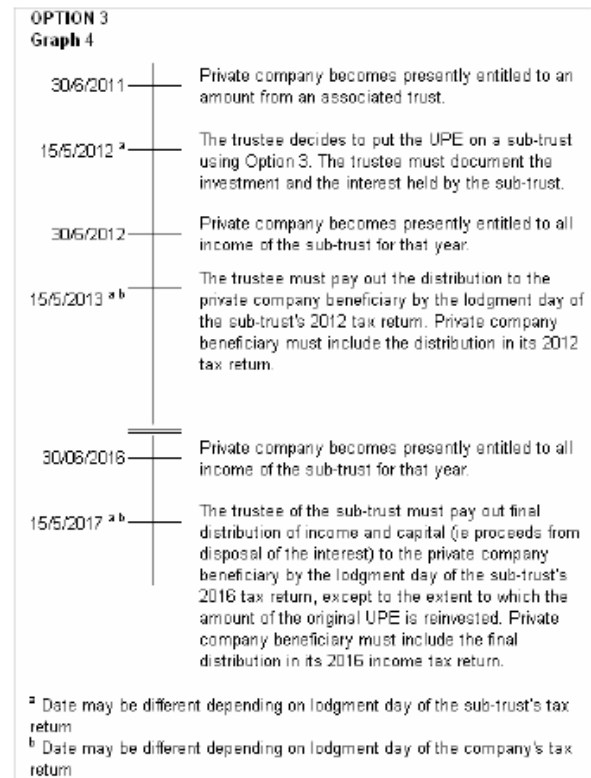 OPTION 3
Graph 4
30/6/2011
Private company becomes presently entitled to an
amount from an associated trust.
15/5/2012 a
The trustee decides to put the UPE on a sub-trust
using Option 3. The trustee must document the
investment and the interest held by the sub-trust.
30/6/2012
Private company becomes presently entitled to all
income of the sub-trust for that year.
15/5/2013 a b
The trustee must pay out the distribution to the
private company beneficiary by the lodgment day of
the sub-trust's 2012 tax return. Private company
beneficiary must include the distribution in its 2012
tax return.
30/06/2016
Private company becomes presently entitled to all
income of the sub-trust for that year.
15/5/2017 a b
The trustee of the sub-trust must pay out final
distribution of income and capital (ie proceeds from
disposal of the interest) to the private company
beneficiary by the lodgment day of the sub-trust's
2016 tax return, except to the extent to which the
amount of the original UPE is reinvested. Private
company beneficiary must include the final
distribution in its 2016 income tax return.
a Date may be different depending on lodgment day of the sub-trust's tax
return
b Date may be different depending on lodgment day of the company's tax
return